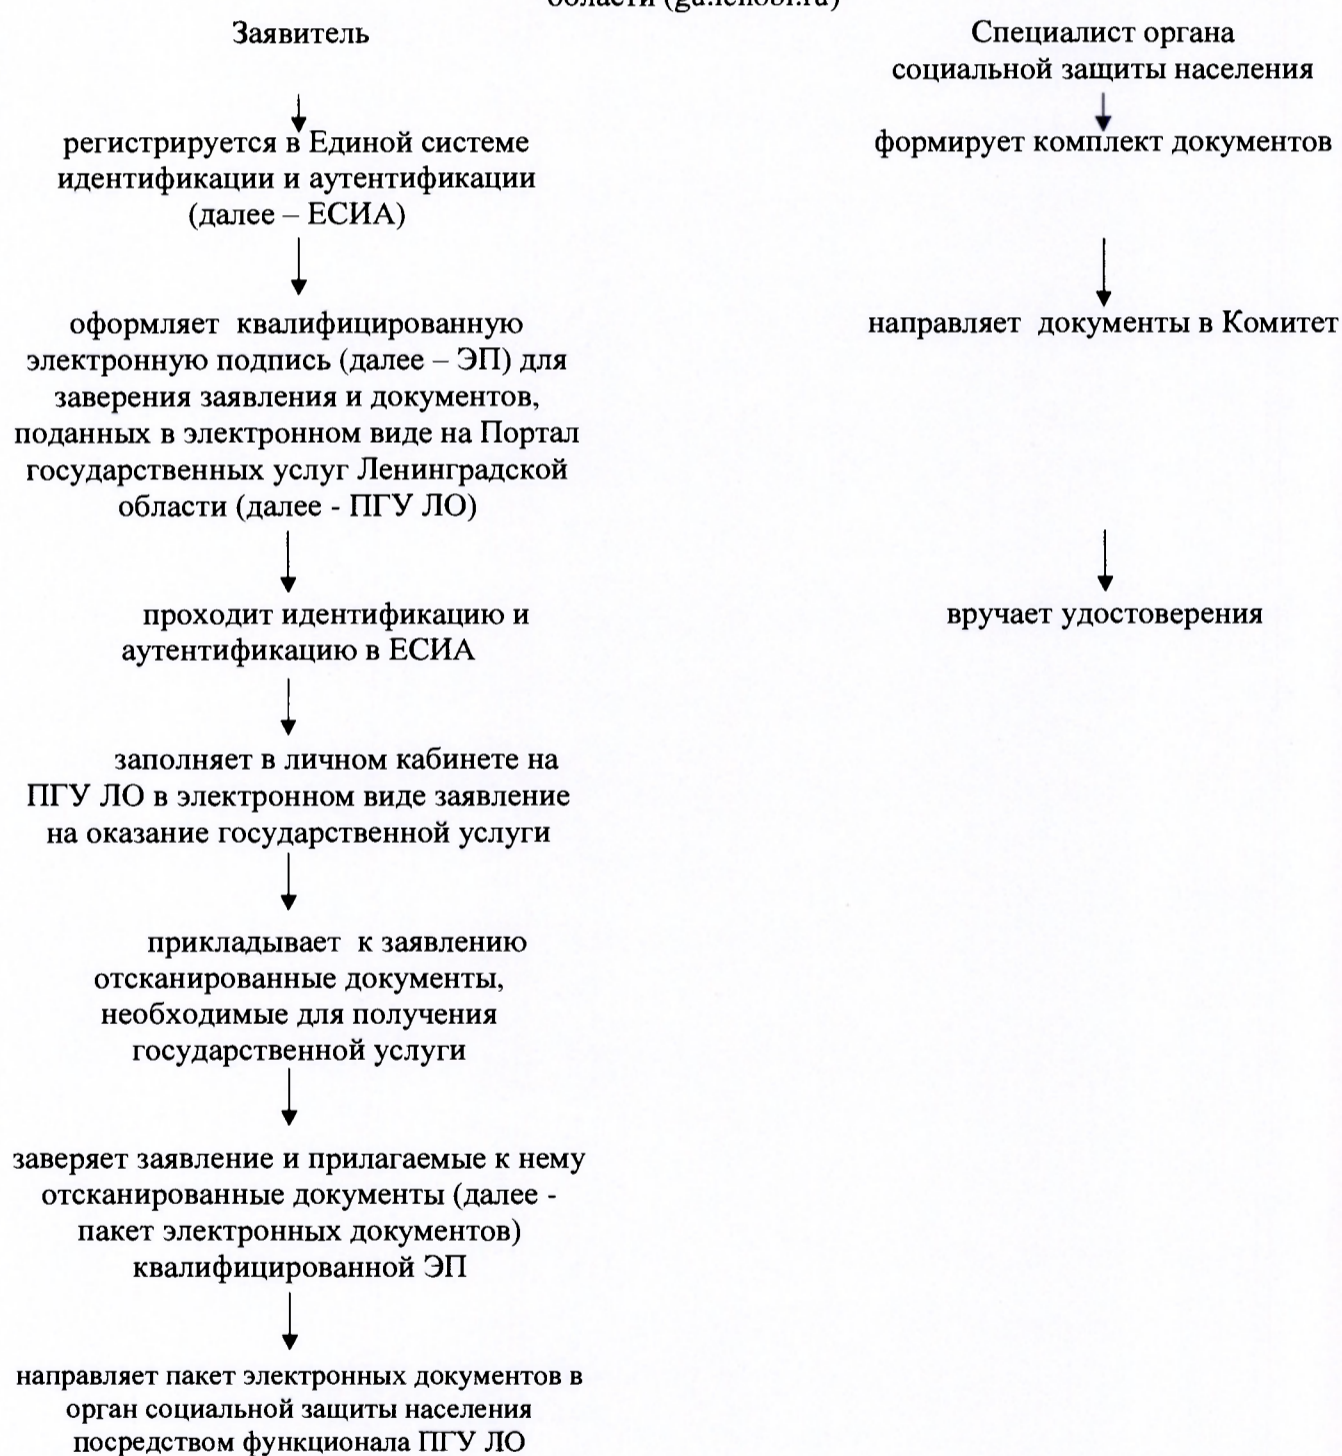 области (gu.lenobl.ru)
Заявитель
регистрируется в Единой системе
идентификации и аутентификации
(далее – ЕСИА)
оформляет квалифицированную
электронную подпись (далее – ЭП) для
заверения заявления и документов,
поданных в электронном виде на Портал
государственных услуг Ленинградской
области (далее - ПГУ ЛО)
проходит идентификацию и
аутентификацию в ЕСИА
заполняет в личном кабинете на
ПГУ ЛО в электронном виде заявление
на оказание государственной услуги
прикладывает к заявлению
отсканированные документы,
необходимые для получения
государственной услуги
заверяет заявление и прилагаемые к нему
отсканированные документы (далее -
пакет электронных документов)
квалифицированной ЭП
направляет пакет электронных документов в
орган социальной защиты населения
посредством функционала ПГУ ЛО
Специалист органа
социальной защиты населения
формирует комплект документов
направляет документы в Комитет
вручает удостоверения